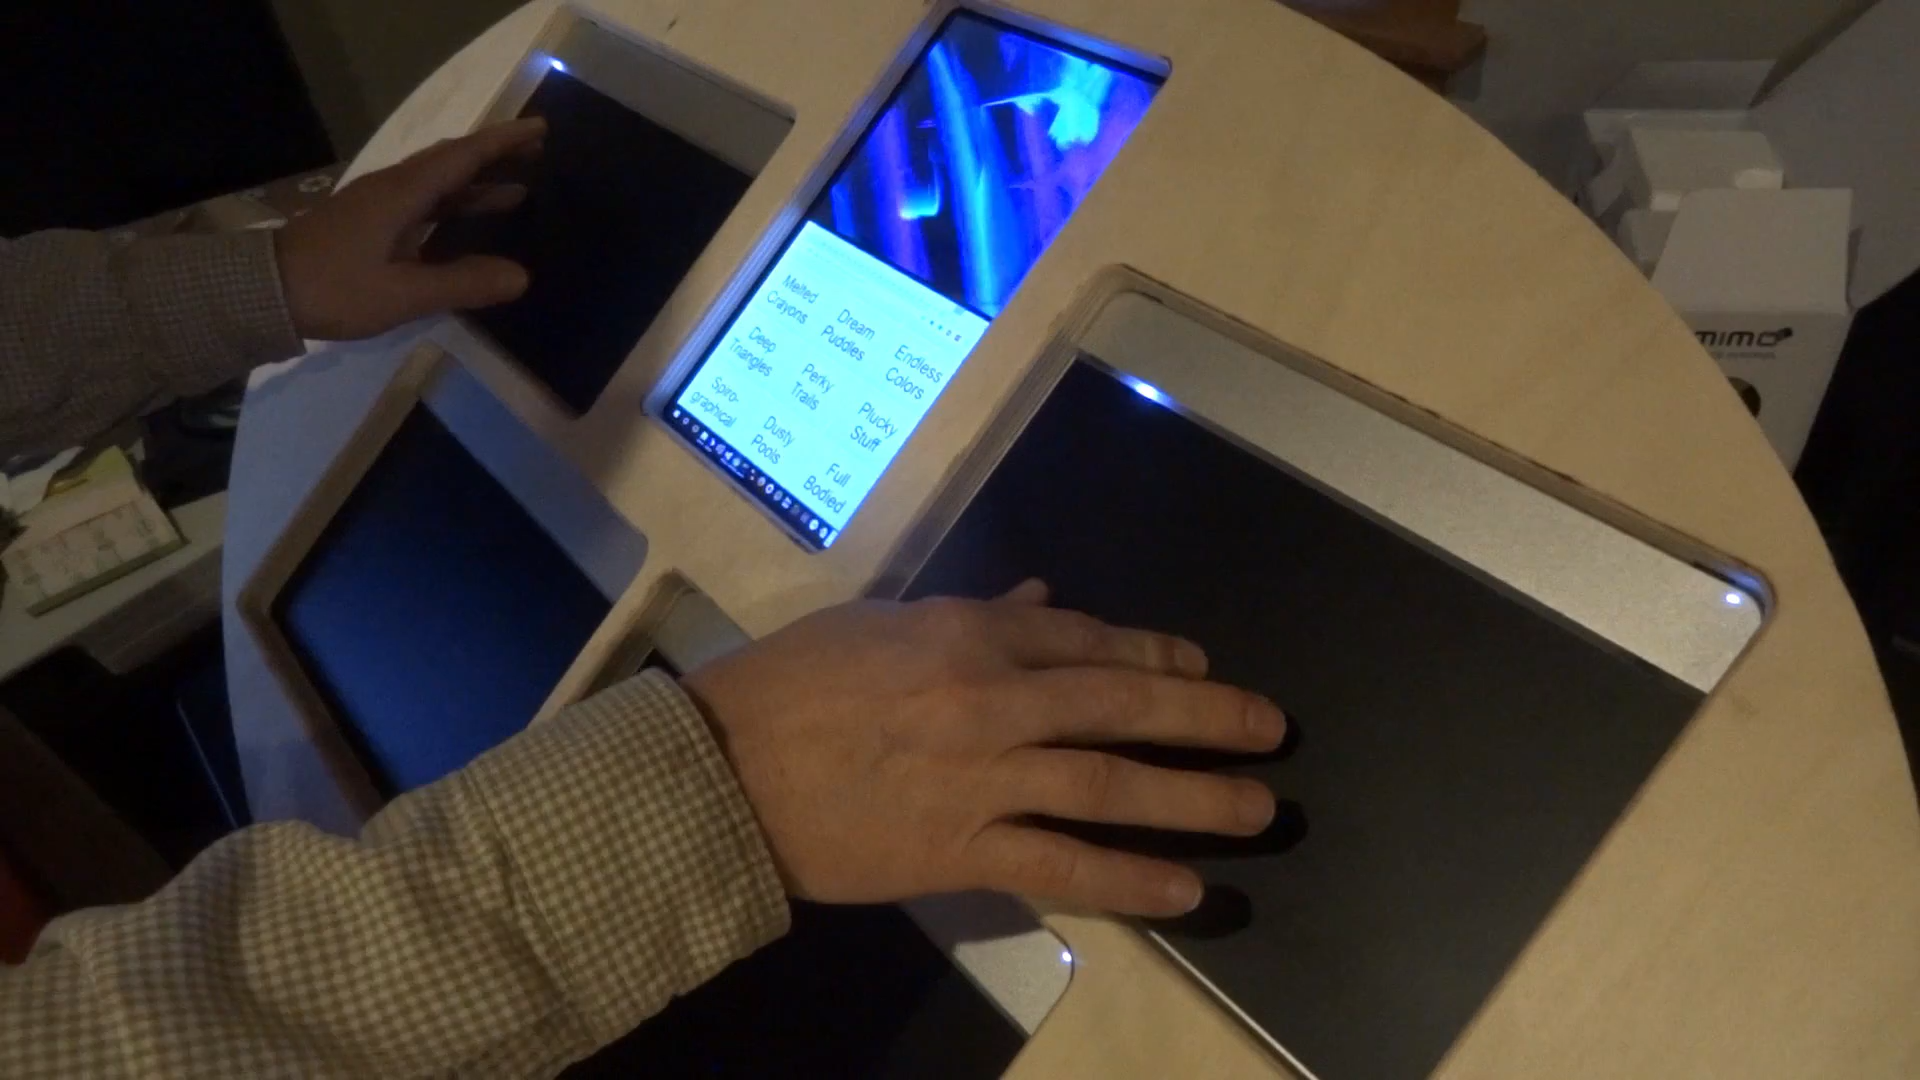 Melted
Crayons
Dream
Puddles
Endless
Colors
Deep
Triangles
Perky
Trails
Plucky
Stuff
Spiro-
graphical
Dusty
Pools
Full
Bodied
mimo